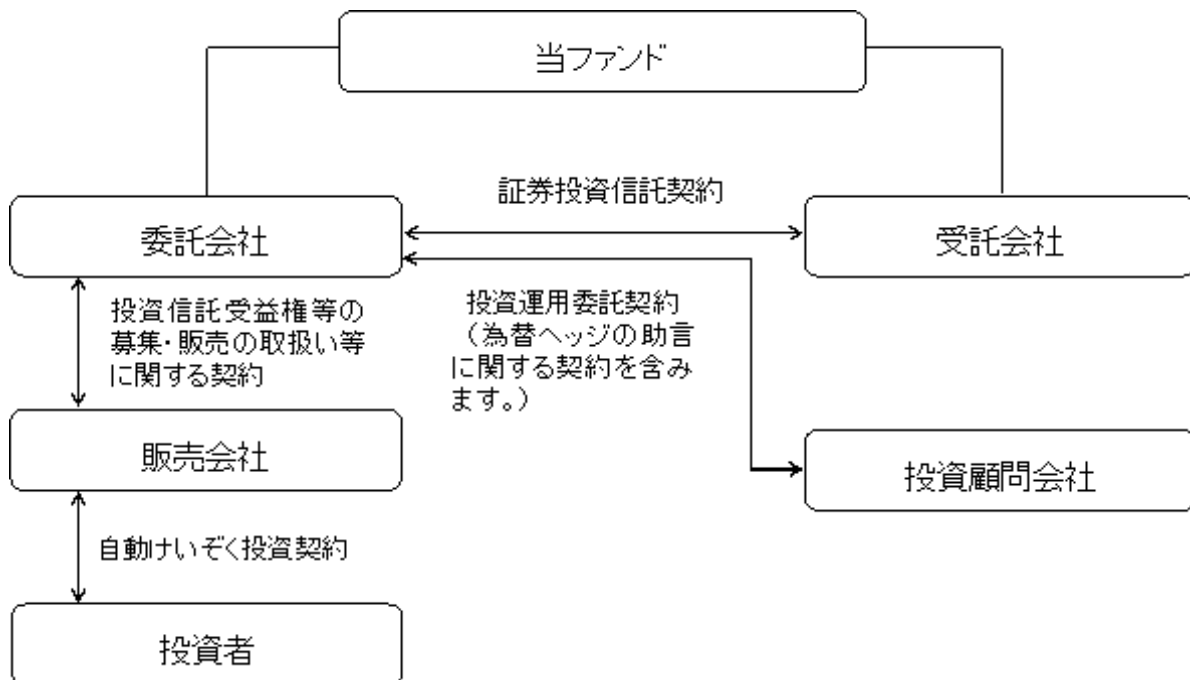 当ファンド
証券投資信託契約
委託会社
受託会社
投資信託受益権等の
募集・販売の取扱い等
に関する契約
投資運用委託契約
（為替ヘッジの助言
に関する契約を含み
ます。）
販売会社
投資顧問会社
自動けいぞく投資契約
投資者